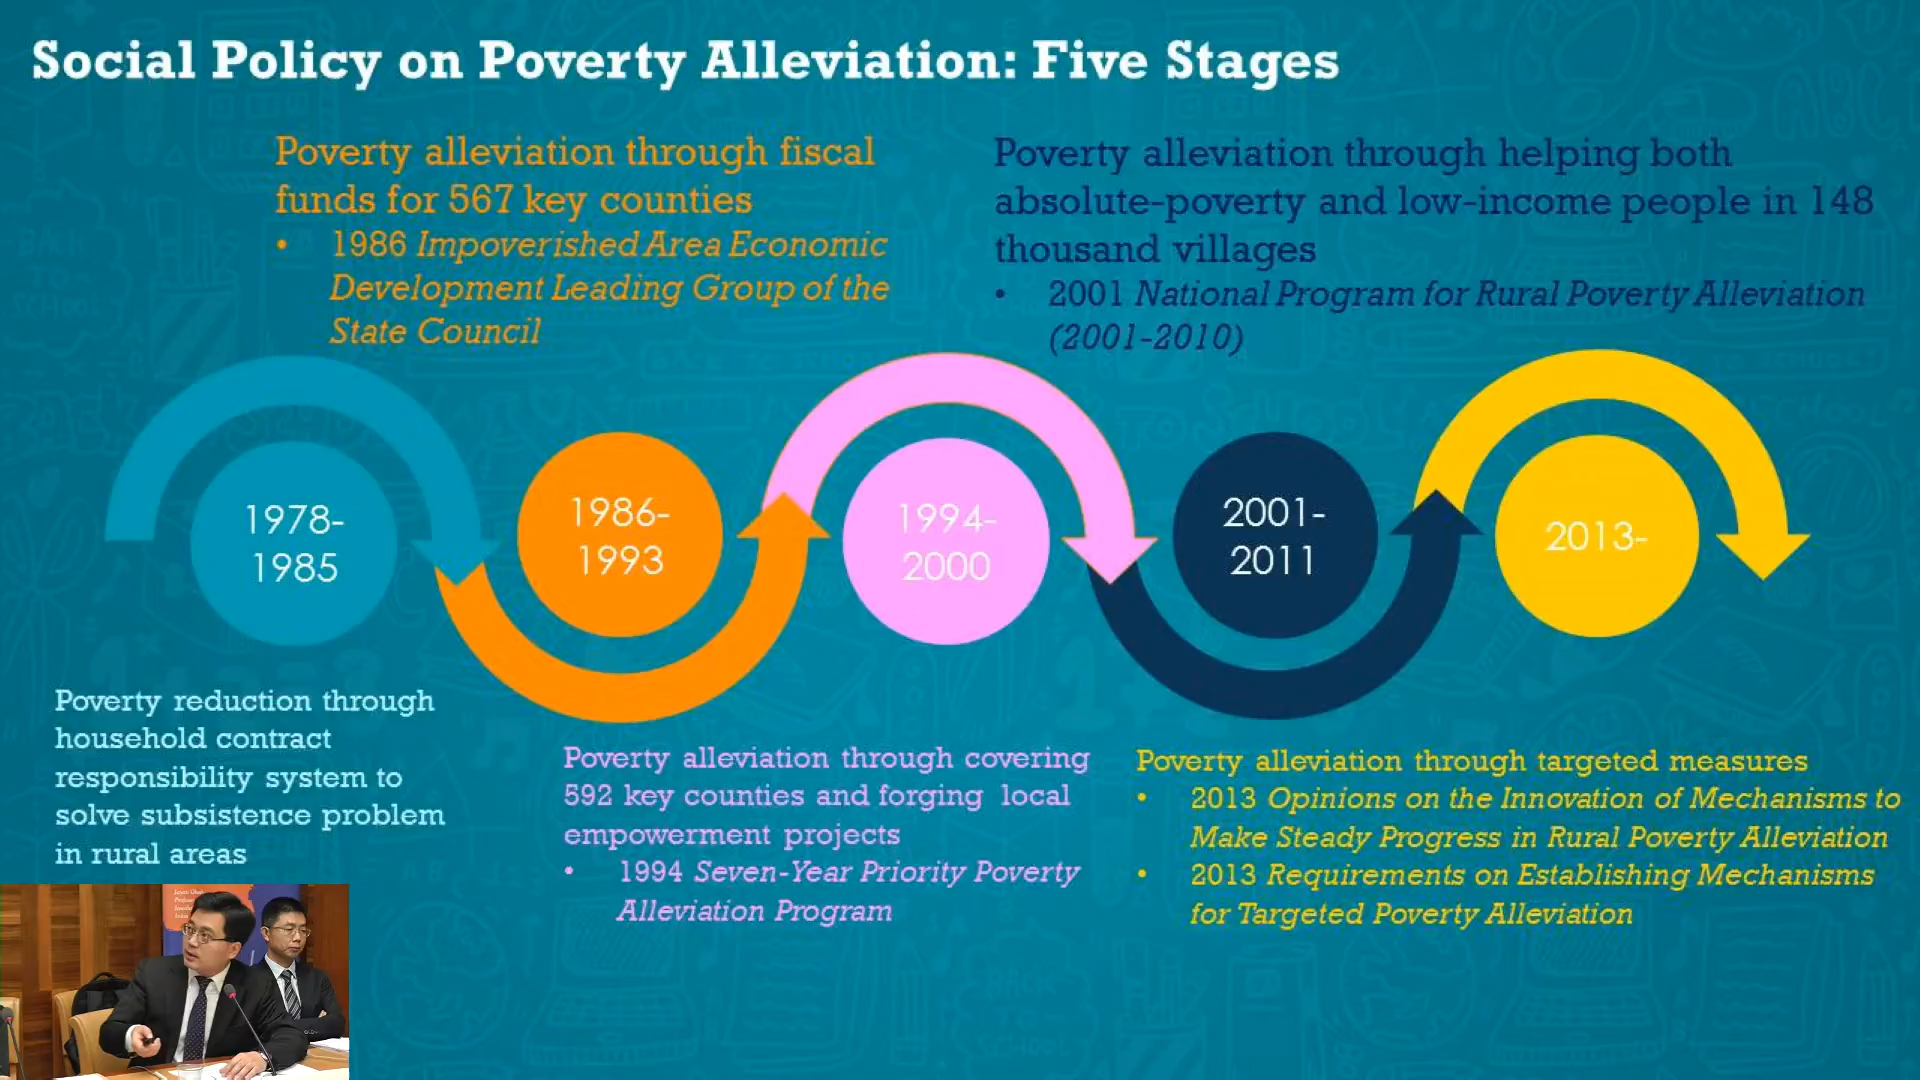 Social Policy on Poverty Alleviation: Five Stages
Poverty alleviation through fiscal
funds for 567 key counties
• 1986 Impoverished Area Economic
Development Leading Group of the
State Council
Poverty alleviation through helping both
absolute-poverty and low-income people in 148
thousand villages
• 2001 National Program for Rural Poverty Alleviation
(2001-2010)
1978-
1985
1986-
1993
1994-
2000
2001-
2011
2013-
Poverty reduction through
household contract
responsibility system to
solve subsistence problem
in rural areas
Poverty alleviation through covering
592 key counties and forging local
empowerment projects
• 1994 Seven-Year Priority Poverty
Alleviation Program
Poverty alleviation through targeted measures
• 2013 Opinions on the Innovation of Mechanisms to
Make Steady Progress in Rural Poverty Alleviation
• 2013 Requirements on Establishing Mechanisms
for Targeted Poverty Alleviation